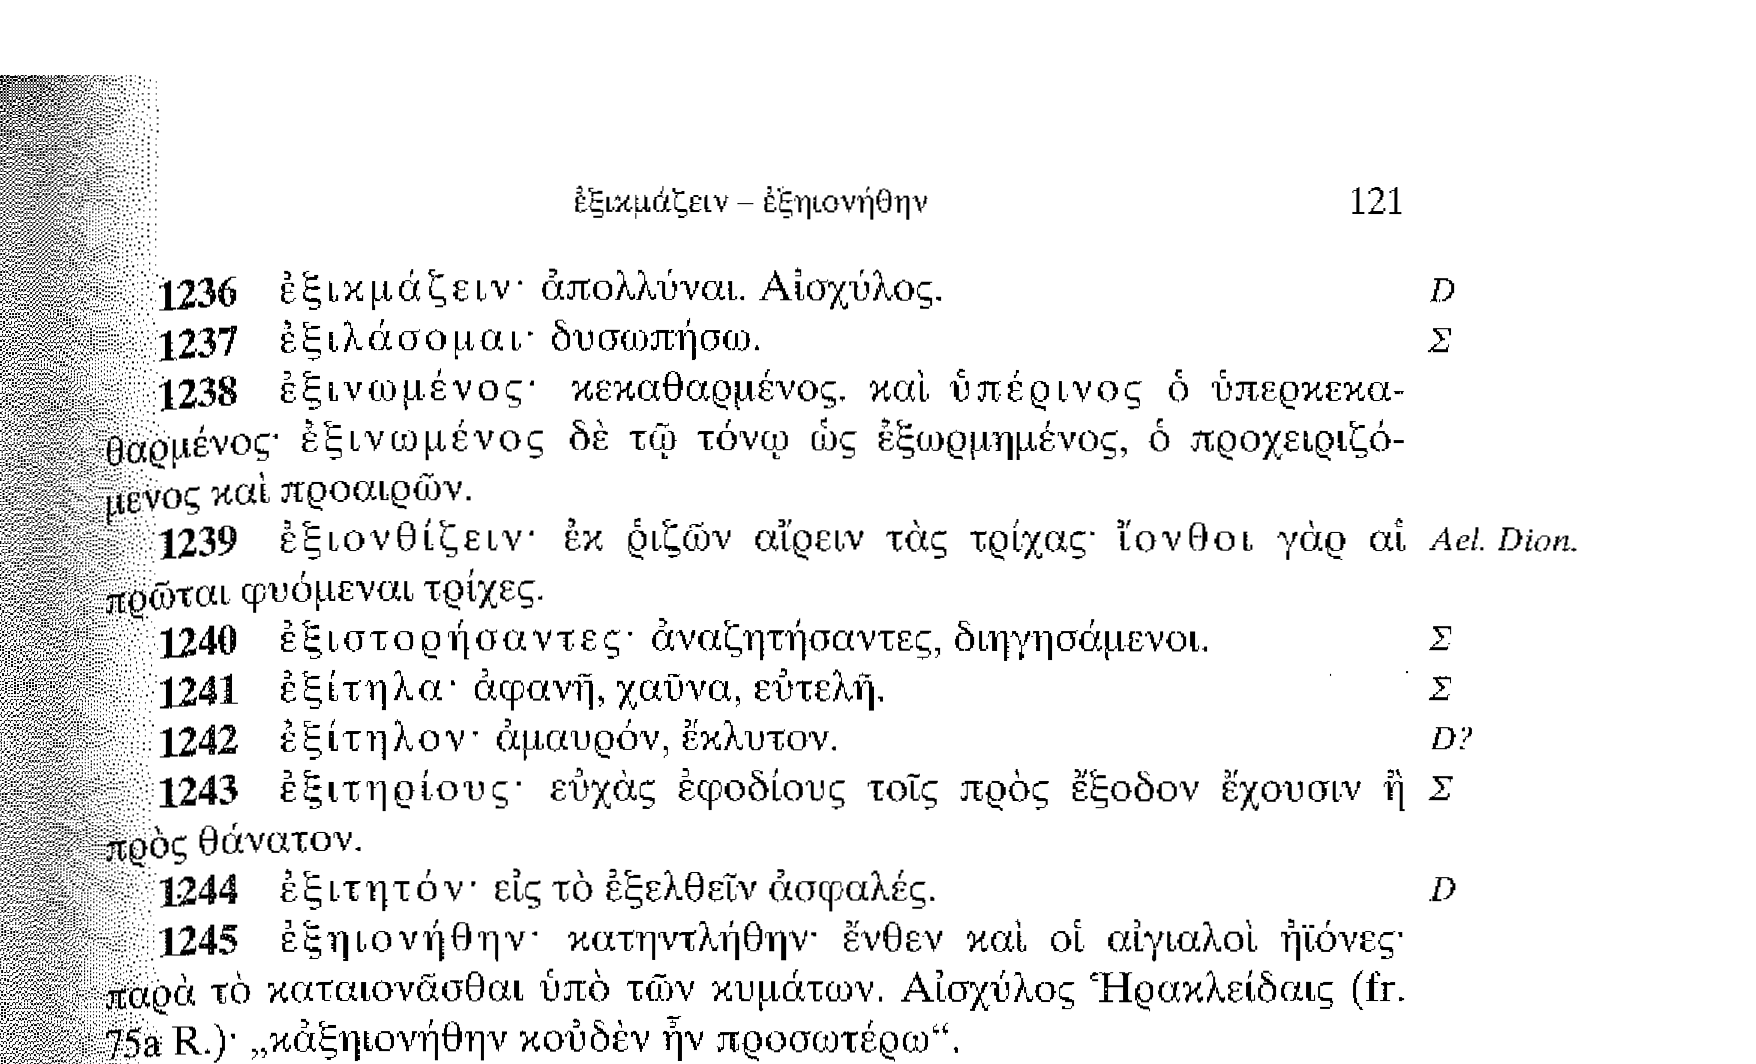 ἐξικμάζειν – ἐξηιονήθην 121
1236 ἐξικμάζειν· ἀπολλύναι. Αἰσχύλος. D
1237 ἐξιλάσομαι· δυσωπήσω. Σ
1238 ἐξινωμένος· κεκαθαρμένος. καὶ ὑπέρινος ὁ ὑπερκεκα-
θαρμένος· ἐξινωμένος δὲ τῷ τόνῳ ὡς ἐξωρμημένος, ὁ προχειριζό-
μενος καὶ προαιρῶν.
1239 ἐξιονθίζειν· ἐκ ῥιζῶν αἴρειν τὰς τρίχας· ἴονθοι γὰρ αἱ Ael. Dion.
πρῶται φυόμεναι τρίχες.
1240 ἐξιστορήσαντες· ἀναζητήσαντες, διηγησάμενοι. Σ
1241 ἐξίτηλα· ἀφανῆ, χαῦνα, εὐτελῆ. Σ
1242 ἐξίτηλον· ἀμαυρόν, ἔκλυτον. D?
1243 ἐξιτηρίους· εὐχὰς ἐφοδίους τοῖς πρὸς ἔξοδον ἔχουσιν ἢ Σ
πρὸς θάνατον.
1244 ἐξιτητόν· εἰς τὸ ἐξελθεῖν ἀσφαλές. D
1245 ἐξηιονήθην· κατηντλήθην· ἔνθεν καὶ οἱ αἰγιαλοὶ ἠϊόνες·
παρὰ τὸ καταιονᾶσθαι ὑπὸ τῶν κυμάτων. Αἰσχύλος Ἡρακλείδαις (fr.
75a R.)· „κἀξηιονήθην κοὐδὲν ἦν προσωτέρω“.